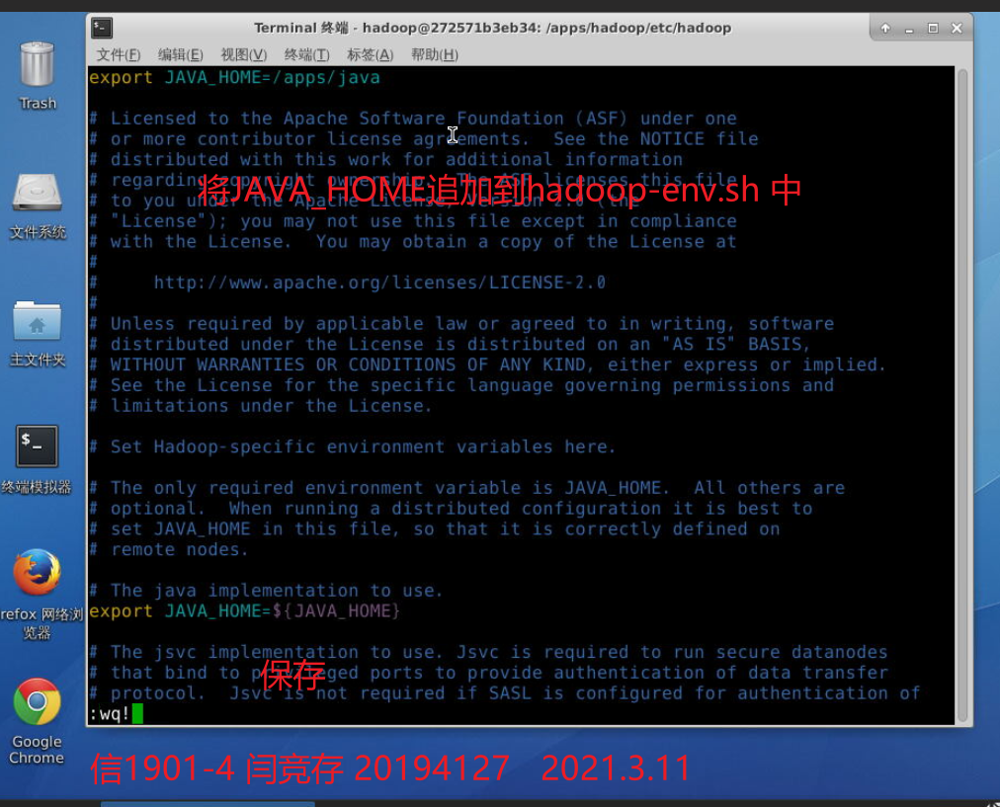 Terminal 终端 - hadoop@272571b3eb34: /apps/hadoop/etc/hadoop
文件(F) 编辑(E) 视图(V) 终端(T) 标签(A) 帮助(H)
export JAVA_HOME=/apps/java
# Licensed to the Apache Software Foundation (ASF) under one
# or more contributor license agreements.  See the NOTICE file
# distributed with this work for additional information
# regarding copyright ownership.  The ASF licenses this file
将JAVA_HOME追加到hadoop-env.sh 中
# to you under the Apache License, Version 2.0 (the
# "License"); you may not use this file except in compliance
# with the License.  You may obtain a copy of the License at
#
#     http://www.apache.org/licenses/LICENSE-2.0
#
# Unless required by applicable law or agreed to in writing, software
# distributed under the License is distributed on an "AS IS" BASIS,
# WITHOUT WARRANTIES OR CONDITIONS OF ANY KIND, either express or implied.
# See the License for the specific language governing permissions and
# limitations under the License.
# Set Hadoop-specific environment variables here.
# The only required environment variable is JAVA_HOME.  All others are
# optional.  When running a distributed configuration it is best to
# set JAVA_HOME in this file, so that it is correctly defined on
# remote nodes.
# The java implementation to use.
export JAVA_HOME=${JAVA_HOME}
# The jsvc implementation to use. Jsvc is required to run secure datanodes
# that bind to privileged ports to provide authentication of data transfer
保存
# protocol.  Jsvc is not required if SASL is configured for authentication of
:wq!
Trash
文件系统
主文件夹
终端模拟器
refox 网络浏
览器
Google
Chrome
信1901-4 闫竞存 20194127 2021.3.11